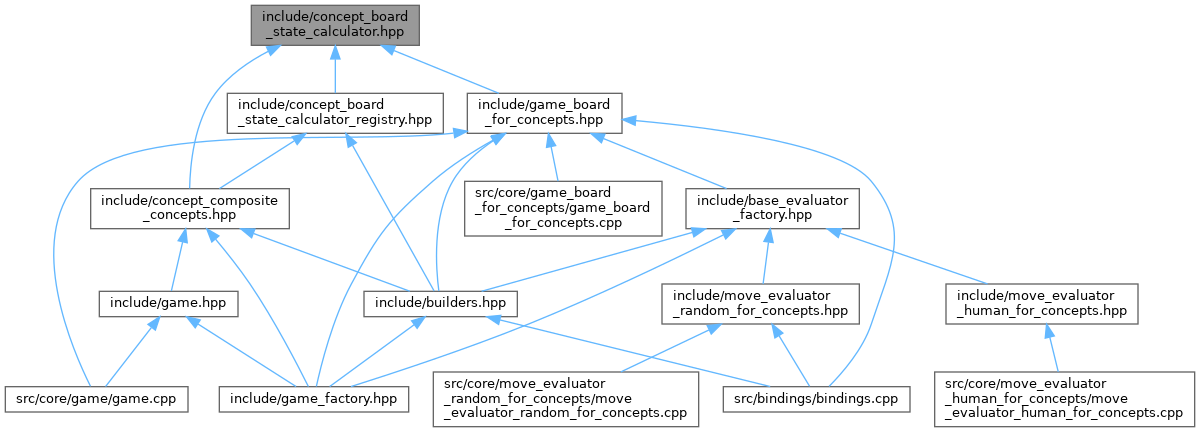 include/concept_board
_state_calculator.hpp
include/concept_board
_state_calculator_registry.hpp
include/game_board
_for_concepts.hpp
include/concept_composite
_concepts.hpp
src/core/game_board
_for_concepts/game_board
_for_concepts.cpp
include/base_evaluator
_factory.hpp
include/game.hpp
include/builders.hpp
include/move_evaluator
_random_for_concepts.hpp
include/move_evaluator
_human_for_concepts.hpp
src/core/game/game.cpp
include/game_factory.hpp
src/core/move_evaluator
_random_for_concepts/move
_evaluator_random_for_concepts.cpp
src/bindings/bindings.cpp
src/core/move_evaluator
_human_for_concepts/move
_evaluator_human_for_concepts.cpp